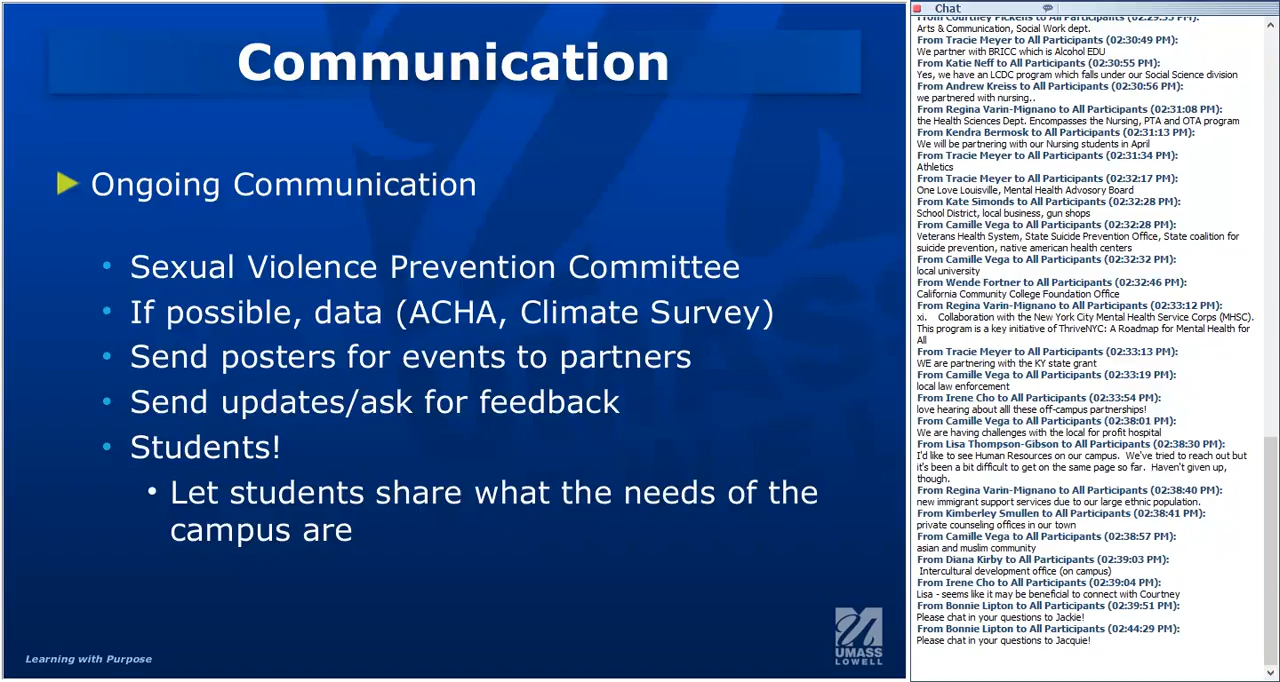 Communication
Ongoing Communication
• Sexual Violence Prevention Committee
• If possible, data (ACHA, Climate Survey)
• Send posters for events to partners
• Send updates/ask for feedback
• Students!
• Let students share what the needs of the
campus are
Learning with Purpose
UMASS
LOWELL
Chat
From Courtney Pickens to All Participants (02:29:55 PM):
Arts & Communication, Social Work dept.
From Tracie Meyer to All Participants (02:30:49 PM):
We partner with BRICC which is Alcohol EDU
From Katie Neff to All Participants (02:30:55 PM):
Yes, we have an LCDC program which falls under our Social Science division
From Andrew Kreiss to All Participants (02:30:56 PM):
we partnered with nursing..
From Regina Varin-Mignano to All Participants (02:31:08 PM):
the Health Sciences Dept. Encompasses the Nursing, PTA and OTA program
From Kendra Bermosk to All Participants (02:31:13 PM):
We will be partnering with our Nursing students in April
From Tracie Meyer to All Participants (02:31:34 PM):
Athletics
From Tracie Meyer to All Participants (02:32:17 PM):
One Love Louisville, Mental Health Advosory Board
From Kate Simonds to All Participants (02:32:28 PM):
School District, local business, gun shops
From Camille Vega to All Participants (02:32:28 PM):
Veterans Health System, State Suicide Prevention Office, State coalition for
suicide prevention, native american health centers
From Camille Vega to All Participants (02:32:32 PM):
local university
From Wende Fortner to All Participants (02:32:46 PM):
California Community College Foundation Office
From Regina Varin-Mignano to All Participants (02:33:12 PM):
xi. Collaboration with the New York City Mental Health Service Corps (MHSC).
This program is a key initiative of ThriveNYC: A Roadmap for Mental Health for
All
From Tracie Meyer to All Participants (02:33:13 PM):
WE are partnering with the KY state grant
From Camille Vega to All Participants (02:33:19 PM):
local law enforcement
From Irene Cho to All Participants (02:33:54 PM):
love hearing about alll these off-campus partnerships!
From Camille Vega to All Participants (02:38:01 PM):
We are having challenges with the local for profit hospital
From Lisa Thompson-Gibson to All Participants (02:38:30 PM):
I'd like to see Human Resources on our campus. We've tried to reach out but
it's been a bit difficult to get on the same page so far. Haven't given up,
though.
From Regina Varin-Mignano to All Participants (02:38:40 PM):
new immigrant support services due to our large ethnic population.
From Kimberley Smullen to All Participants (02:38:41 PM):
private counseling offices in our town
From Camille Vega to All Participants (02:38:57 PM):
asian and muslim community
From Diana Kirby to All Participants (02:39:03 PM):
Intercultural development office (on campus)
From Irene Cho to All Participants (02:39:04 PM):
Lisa - seems like it may be beneficial to connect with Courtney
From Bonnie Lipton to All Participants (02:39:51 PM):
Please chat in your questions to Jackie!
From Bonnie Lipton to All Participants (02:44:29 PM):
Please chat in your questions to Jacquie!